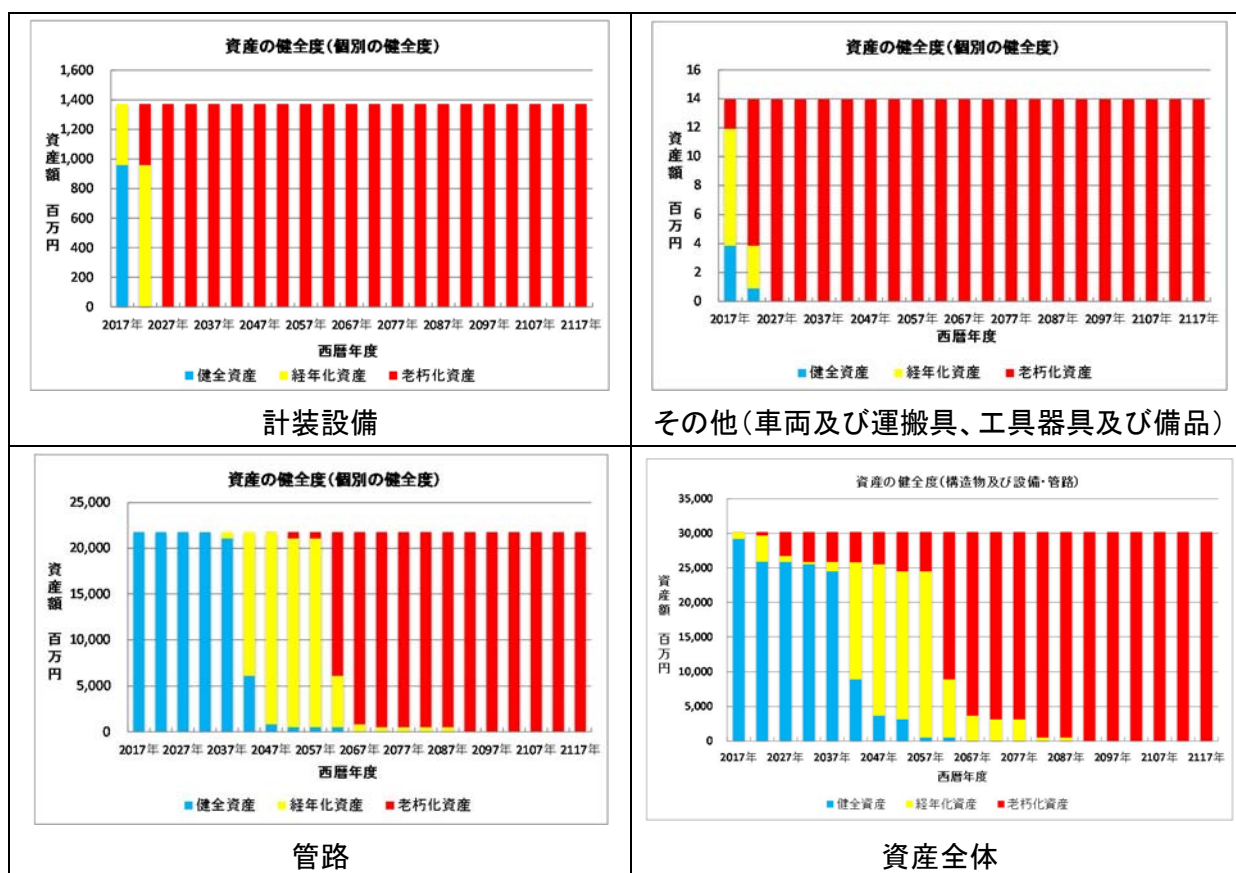 資産の健全度(個別の健全度)
1,600
1,400
1,200
1,000
800
600
400
200
0
資産額 百万円
2017年 2027年 2037年 2047年 2057年 2067年 2077年 2087年 2097年 2107年 2117年
西暦年度
健全資産 経年化資産 老朽化資産
計装設備
資産の健全度(個別の健全度)
16
14
12
10
8
6
4
2
0
資産額 百万円
2017年 2027年 2037年 2047年 2057年 2067年 2077年 2087年 2097年 2107年 2117年
西暦年度
健全資産 経年化資産 老朽化資産
その他(車両及び運搬具、工具器具及び備品)
資産の健全度(個別の健全度)
25,000
20,000
15,000
10,000
5,000
0
資産額 百万円
2017年 2027年 2037年 2047年 2057年 2067年 2077年 2087年 2097年 2107年 2117年
西暦年度
健全資産 経年化資産 老朽化資産
管路
資産の健全度(構造物及び設備・管路)
35,000
30,000
25,000
20,000
15,000
10,000
5,000
0
資産額 百万円
2017年 2027年 2037年 2047年 2057年 2067年 2077年 2087年 2097年 2107年 2117年
西暦年度
健全資産 経年化資産 老朽化資産
資産全体